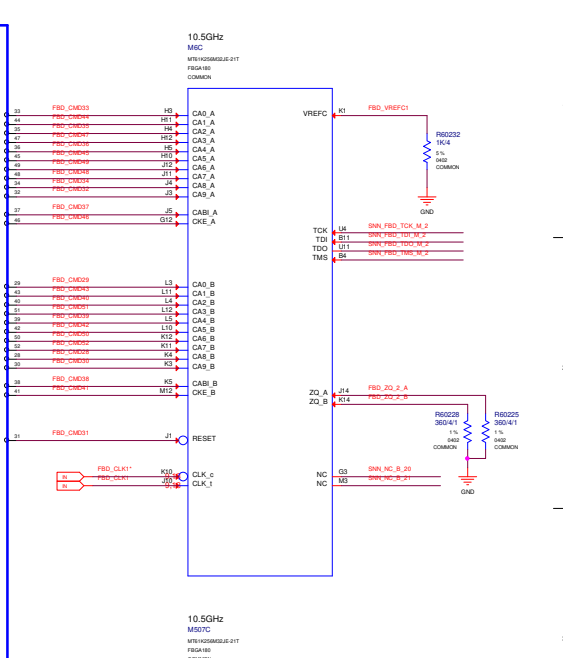 10.5GHz
M6C
MT61K256M32JE-21T
FBGA180
COMMON
33 FBD_CMD33 H3 CA0_A
44 FBD_CMD44 H11 CA1_A
35 FBD_CMD35 H4 CA2_A
47 FBD_CMD47 H12 CA3_A
36 FBD_CMD36 H5 CA4_A
45 FBD_CMD45 H10 CA5_A
49 FBD_CMD49 J12 CA6_A
48 FBD_CMD48 J11 CA7_A
34 FBD_CMD34 J4 CA8_A
32 FBD_CMD32 J3 CA9_A
37 FBD_CMD37 J5 CABI_A
46 FBD_CMD46 G12 CKE_A
VREFC K1 FBD_VREFC1
R60232
1K/4
5 %
0402
COMMON
GND
TCK U4 SNN_FBD_TCK_M_2
TDI B11 SNN_FBD_TDI_M_2
TDO U11 SNN_FBD_TDO_M_2
TMS B4 SNN_FBD_TMS_M_2
29 FBD_CMD29 L3 CA0_B
43 FBD_CMD43 L11 CA1_B
40 FBD_CMD40 L4 CA2_B
51 FBD_CMD51 L12 CA3_B
39 FBD_CMD39 L5 CA4_B
42 FBD_CMD42 L10 CA5_B
50 FBD_CMD50 K12 CA6_B
52 FBD_CMD52 K11 CA7_B
28 FBD_CMD28 K4 CA8_B
30 FBD_CMD30 K3 CA9_B
38 FBD_CMD38 K5 CABI_B
41 FBD_CMD41 M12 CKE_B
ZQ_A J14 FBD_ZQ_2_A
ZQ_B K14 FBD_ZQ_2_B
R60228
360/4/1
1 %
0402
COMMON
R60225
360/4/1
1 %
0402
COMMON
GND
31 FBD_CMD31 J1 RESET
IN FBD_CLK1* K10 CLK_c
IN FBD_CLK1 J10 CLK_t
NC G3 SNN_NC_B_20
NC M3 SNN_NC_B_21
10.5GHz
M507C
MT61K256M32JE-21T
FBGA180